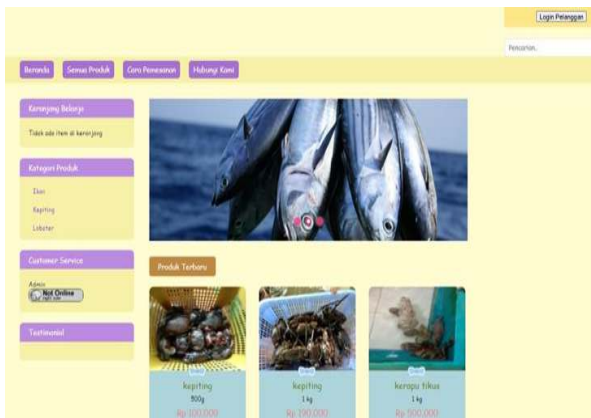 Login Pelanggan
Pencarian..
Beranda
Semua Produk
Cara Pemesanan
Hubungi Kami
Keranjang Belanja
Tidak ada item di keranjang
Kategori Produk
Ikan
Kepiting
Lobster
Customer Service
Admin
Not Online
Testimonial
Produk Terbaru
kepiting
500g
Rp 100.000
kepiting
1 kg
Rp 190.000
kerapu tikus
1 kg
Rp 500.000